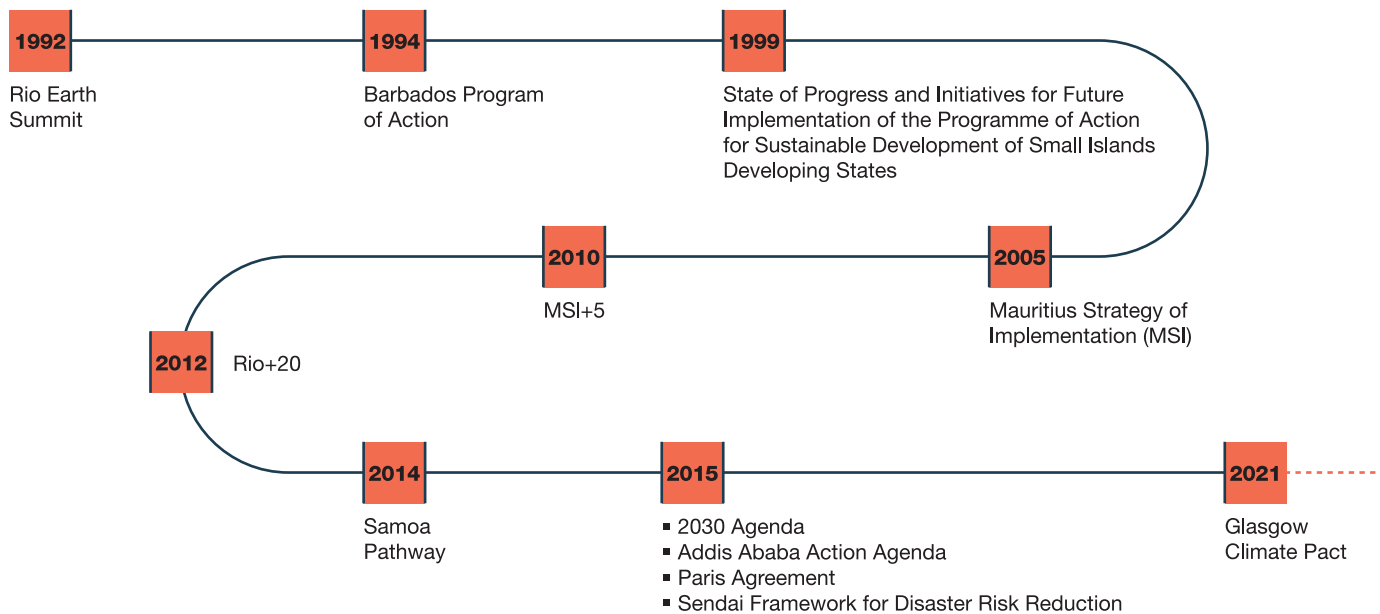 1992
Rio Earth
Summit
1994
Barbados Program
of Action
1999
State of Progress and Initiatives for Future
Implementation of the Programme of Action
for Sustainable Development of Small Islands
Developing States
2005
Mauritius Strategy of
Implementation (MSI)
2010
MSI+5
2012
Rio+20
2014
Samoa
Pathway
2015
▪ 2030 Agenda
▪ Addis Ababa Action Agenda
▪ Paris Agreement
▪ Sendai Framework for Disaster Risk Reduction
2021
Glasgow
Climate Pact